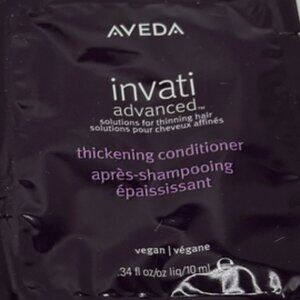 AVEDA
invati
advanced™
solutions for thinning hair
solutions pour cheveux affinés
thickening conditioner
après-shampooing
épaississant
vegan | végane
.34 fl oz/oz liq/10 ml